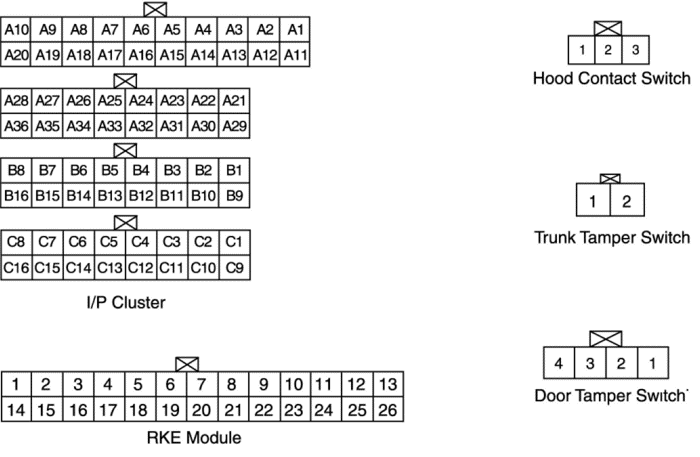 A10 A9 A8 A7 A6 A5 A4 A3 A2 A1
A20 A19 A18 A17 A16 A15 A14 A13 A12 A11
A28 A27 A26 A25 A24 A23 A22 A21
A36 A35 A34 A33 A32 A31 A30 A29
B8 B7 B6 B5 B4 B3 B2 B1
B16 B15 B14 B13 B12 B11 B10 B9
C8 C7 C6 C5 C4 C3 C2 C1
C16 C15 C14 C13 C12 C11 C10 C9
I/P Cluster
1 2 3 4 5 6 7 8 9 10 11 12 13
14 15 16 17 18 19 20 21 22 23 24 25 26
RKE Module
1 2 3
Hood Contact Switch
1 2
Trunk Tamper Switch
4 3 2 1
Door Tamper Switch